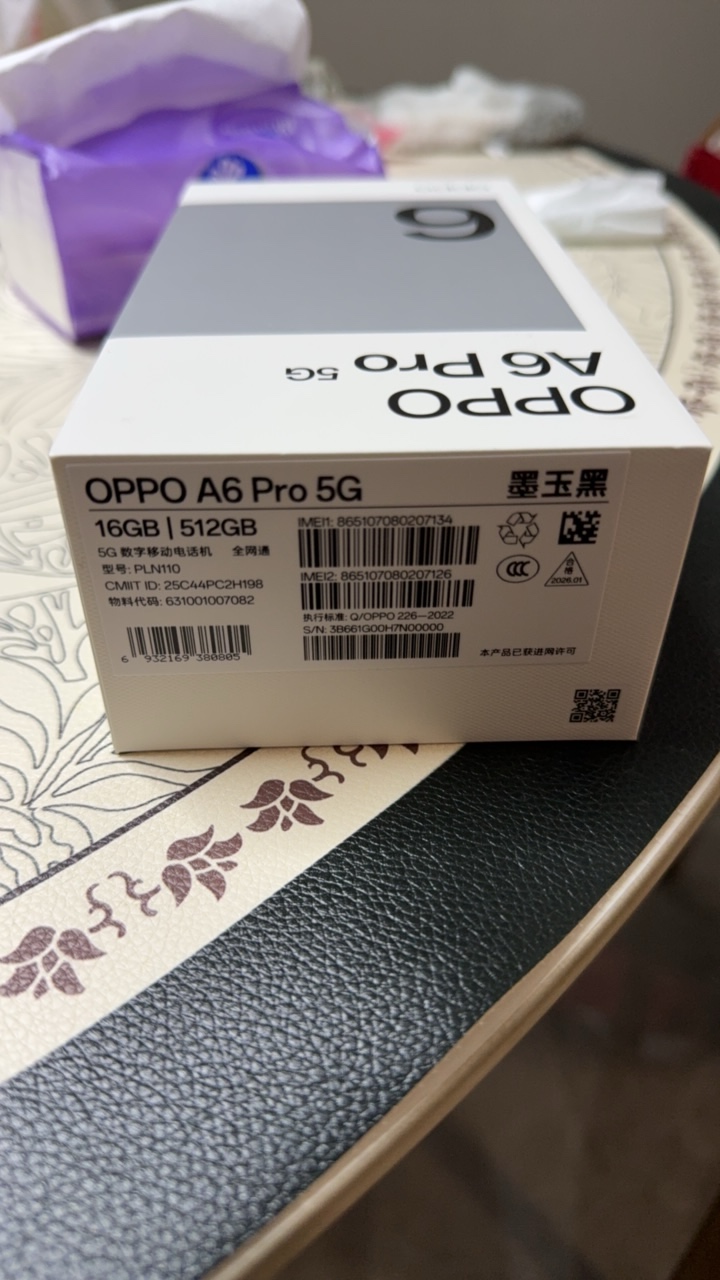 6
OPPO
A6 Pro 5G
OPPO A6 Pro 5G
墨玉黑
16GB | 512GB
5G 数字移动电话机 全网通
型号: PLN110
CMIIT ID: 25C44PC2H198
物料代码: 631001007082
6 932169 380805
IMEI1: 865107080207134
IMEI2: 865107080207126
执行标准: Q/OPPO 226—2022
S/N: 3B661G00H7N00000
CCC
合格
2026.01
本产品已获进网许可